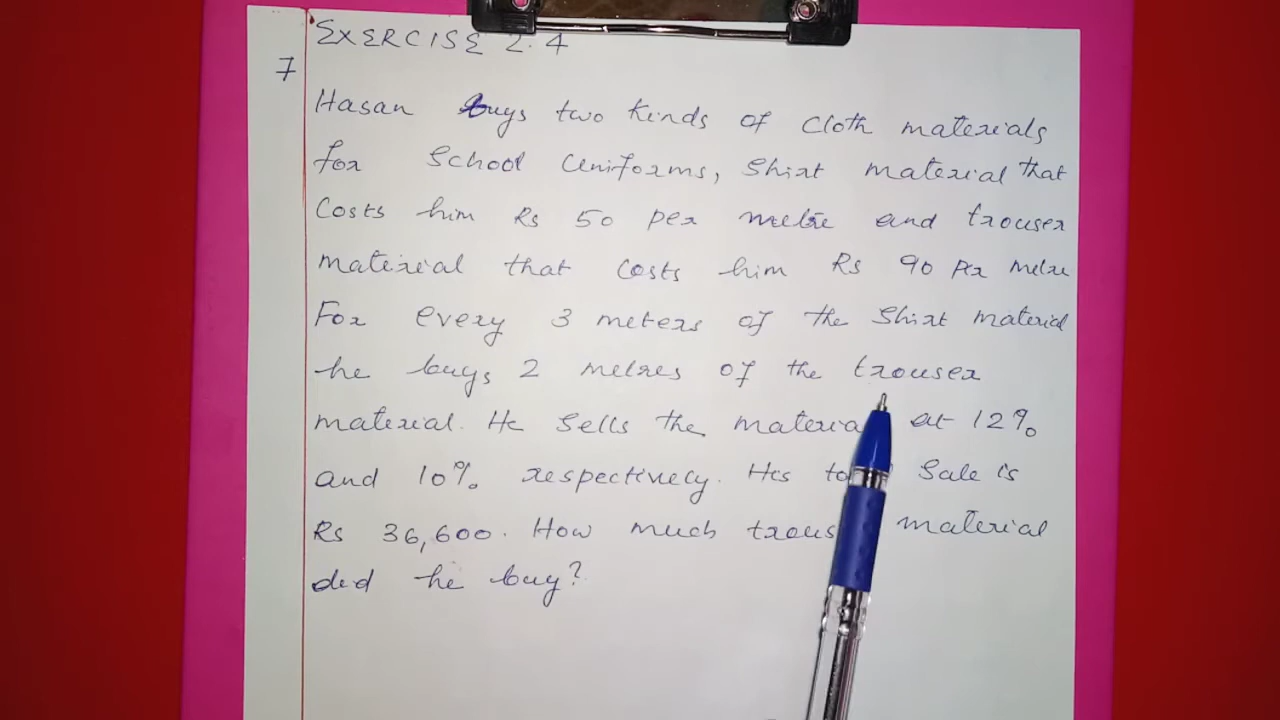 EXERCISE 2.4
7
Hasan buys two kinds of cloth materials
for school uniforms, shirt material that
costs him Rs 50 per metre and trouser
material that costs him Rs 90 per metre
For every 3 meters of the shirt material
he buys 2 metres of the trouser
material. He sells the materia at 12%
and 10% respectively. His sale is
Rs 36,600. How much material
did he buy?